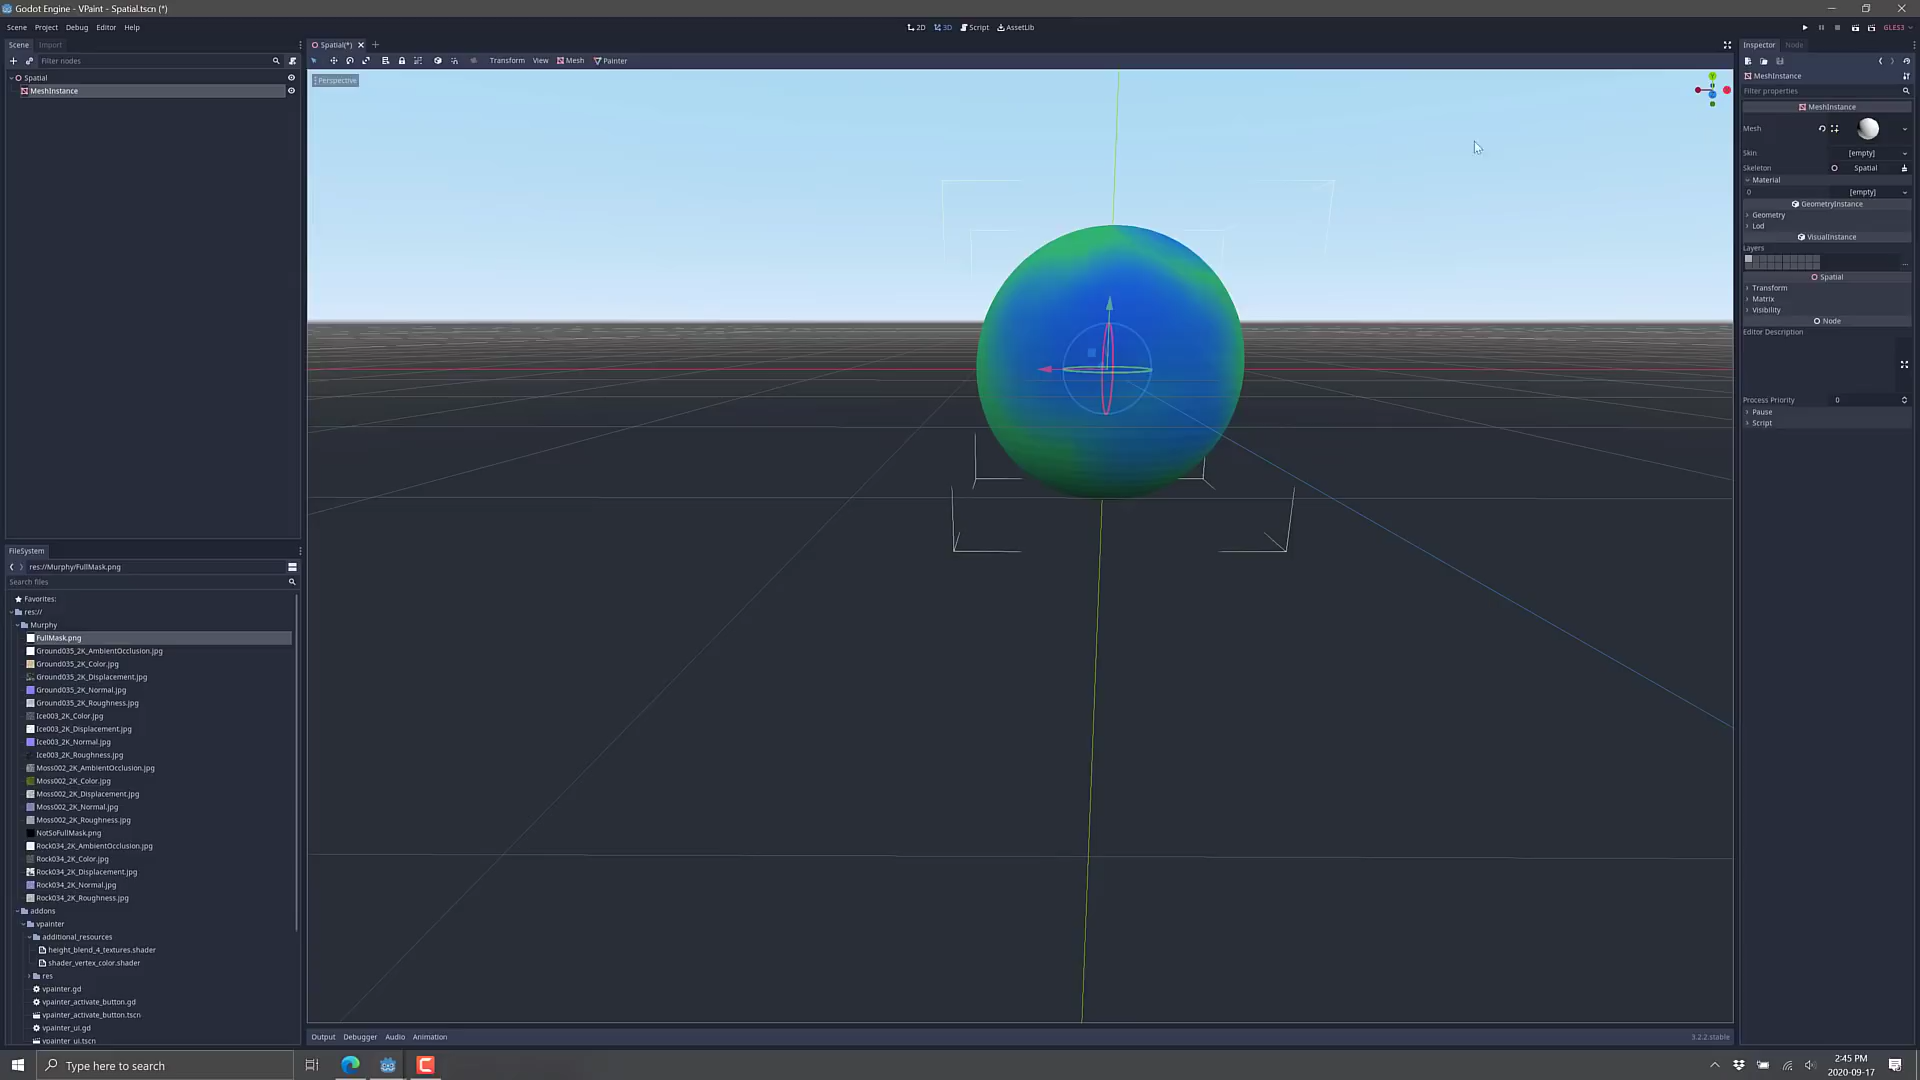 Godot Engine - VPaint - Spatial.tscn (*)
Scene Project Debug Editor Help
2D 3D Script AssetLib
GLES3
Scene Import
Filter nodes
Spatial
MeshInstance
Spatial(*)
Transform View Mesh Painter
Perspective
Inspector Node
MeshInstance
Filter properties
MeshInstance
Mesh
Skin [empty]
Skeleton Spatial
Material
0 [empty]
GeometryInstance
Geometry
Lod
VisualInstance
Layers
Spatial
Transform
Matrix
Visibility
Node
Editor Description
Process Priority 0
Pause
Script
FileSystem
res://Murphy/FullMask.png
Search files
Favorites:
res://
Murphy
FullMask.png
Ground035_2K_AmbientOcclusion.jpg
Ground035_2K_Color.jpg
Ground035_2K_Displacement.jpg
Ground035_2K_Normal.jpg
Ground035_2K_Roughness.jpg
Ice003_2K_Color.jpg
Ice003_2K_Displacement.jpg
Ice003_2K_Normal.jpg
Ice003_2K_Roughness.jpg
Moss002_2K_AmbientOcclusion.jpg
Moss002_2K_Color.jpg
Moss002_2K_Displacement.jpg
Moss002_2K_Normal.jpg
Moss002_2K_Roughness.jpg
NotSoFullMask.png
Rock034_2K_AmbientOcclusion.jpg
Rock034_2K_Color.jpg
Rock034_2K_Displacement.jpg
Rock034_2K_Normal.jpg
Rock034_2K_Roughness.jpg
addons
vpainter
additional_resources
height_blend_4_textures.shader
shader_vertex_color.shader
res
vpainter.gd
vpainter_activate_button.gd
vpainter_activate_button.tscn
vpainter_ui.gd
vpainter_ui.tscn
Output Debugger Audio Animation
3.2.2.stable
Type here to search
2:45 PM
2020-09-17